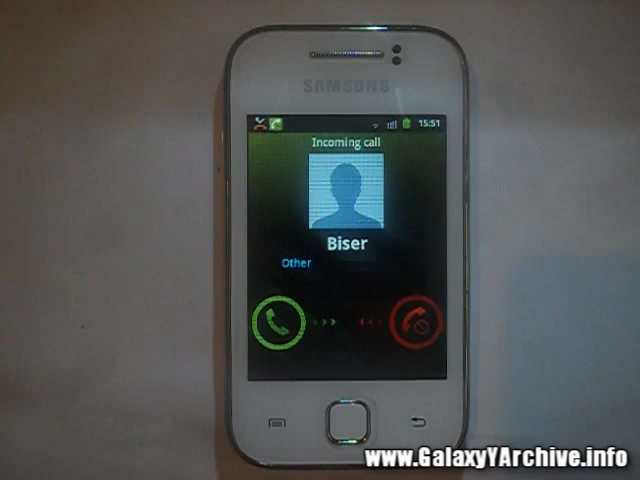 SAMSUNG
15:51
Incoming call
Biser
Other
www.GalaxyYArchive.info